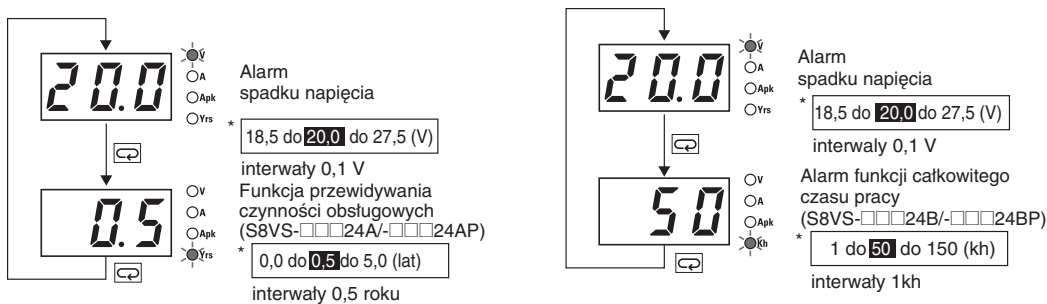 20.0
V
A
Apk
Yrs
Alarm
spadku napięcia
* 18,5 do 20,0 do 27,5 (V)
interwały 0,1 V
0.5
V
A
Apk
Yrs
Funkcja przewidywania
czynności obsługowych
(S8VS-□□□24A/-□□□24AP)
* 0,0 do 0,5 do 5,0 (lat)
interwały 0,5 roku
20.0
V
A
Apk
Yrs
Alarm
spadku napięcia
* 18,5 do 20,0 do 27,5 (V)
interwaly 0,1 V
50
V
A
Apk
kh
Alarm funkcji całkowitego
czasu pracy
(S8VS-□□□24B/-□□□24BP)
* 1 do 50 do 150 (kh)
interwały 1kh